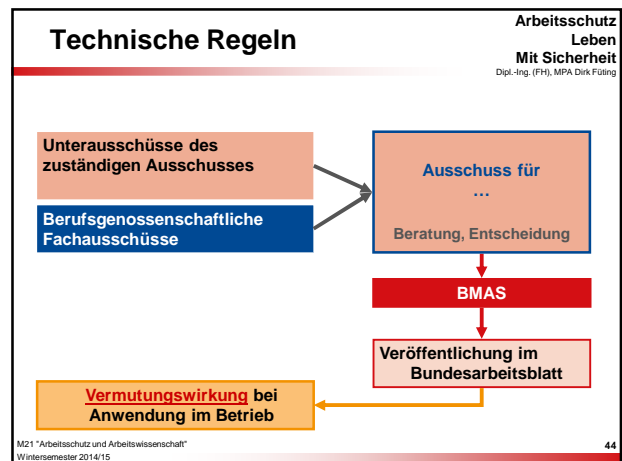 Technische Regeln
Arbeitsschutz
Leben
Mit Sicherheit
Dipl.-Ing. (FH), MPA Dirk Füting
Unterausschüsse des
zuständigen Ausschusses
Berufsgenossenschaftliche
Fachausschüsse
Ausschuss für
...
Beratung, Entscheidung
BMAS
Veröffentlichung im
Bundesarbeitsblatt
Vermutungswirkung bei
Anwendung im Betrieb
M21 "Arbeitsschutz und Arbeitswissenschaft"
Wintersemester 2014/15
44